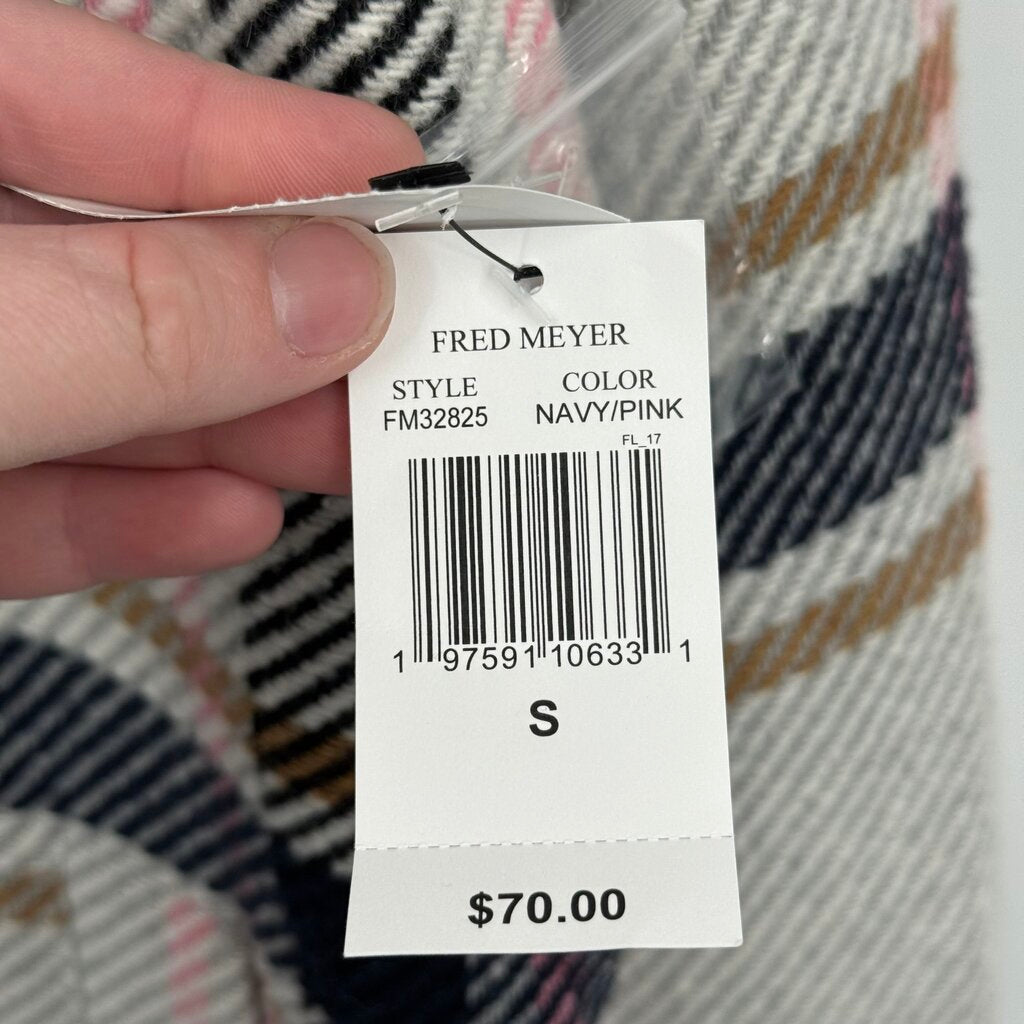 FRED MEYER
STYLE COLOR
FM32825 NAVY/PINK
FL_17
1 97591 10633 1
S
$70.00